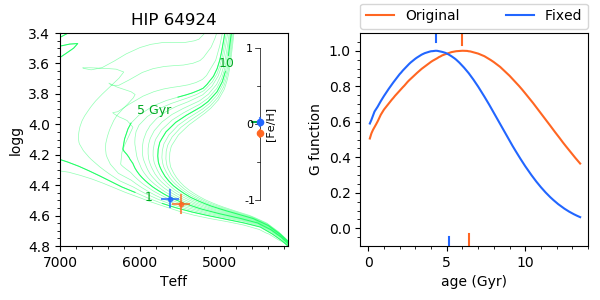 HIP 64924
Original Fixed
3.4
3.6
3.8
4.0
4.2
4.4
4.6
4.8
logg
7000 6000 5000
Teff
10
5 Gyr
1
1
0
-1
[Fe/H]
1.0
0.8
0.6
0.4
0.2
0.0
G function
0 5 10
age (Gyr)